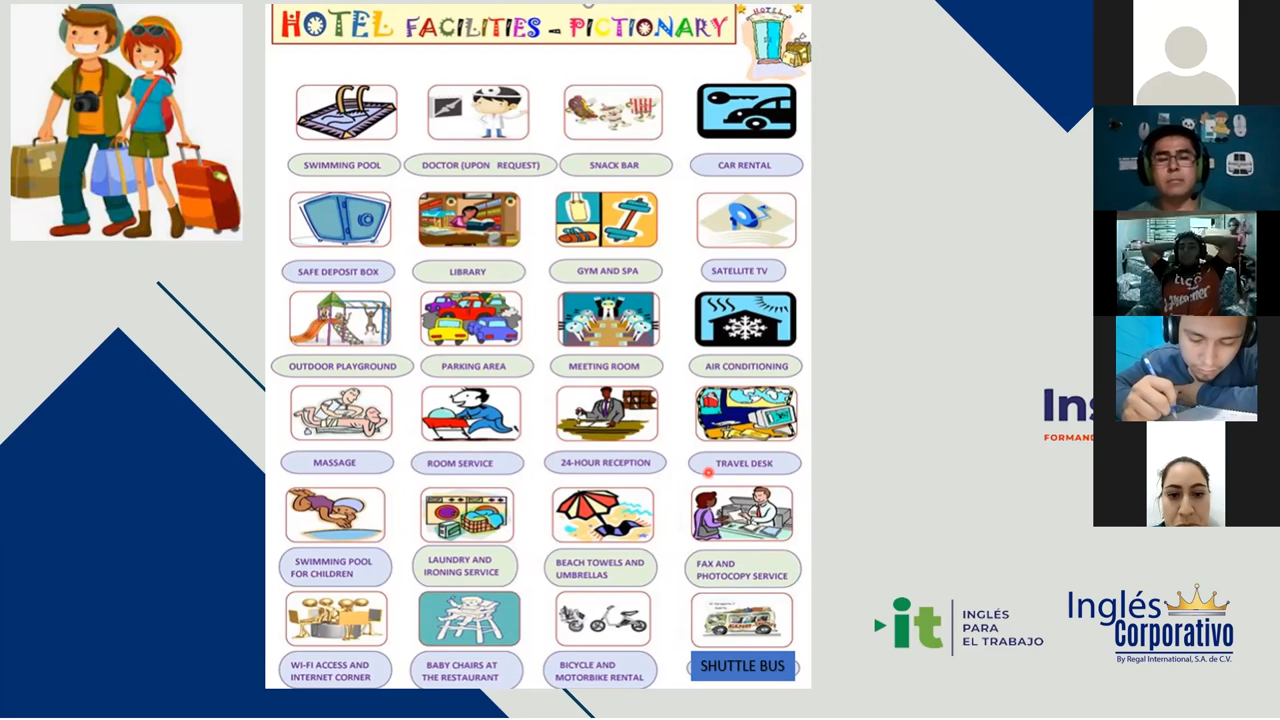 HOTEL FACILITIES - PICTIONARY
HOTEL
SWIMMING POOL
DOCTOR (UPON REQUEST)
SNACK BAR
CAR RENTAL
SAFE DEPOSIT BOX
LIBRARY
GYM AND SPA
SATELLITE TV
OUTDOOR PLAYGROUND
PARKING AREA
MEETING ROOM
AIR CONDITIONING
MASSAGE
ROOM SERVICE
24-HOUR RECEPTION
TRAVEL DESK
SWIMMING POOL
FOR CHILDREN
LAUNDRY AND
IRONING SERVICE
BEACH TOWELS AND
UMBRELLAS
FAX AND
PHOTOCOPY SERVICE
WI-FI ACCESS AND
INTERNET CORNER
BABY CHAIRS AT
THE RESTAURANT
BICYCLE AND
MOTORBIKE RENTAL
SHUTTLE BUS
Ins
FORMAND
it
INGLÉS
PARA
EL TRABAJO
Inglés
Corporativo
By Regal International, S.A. de C.V.